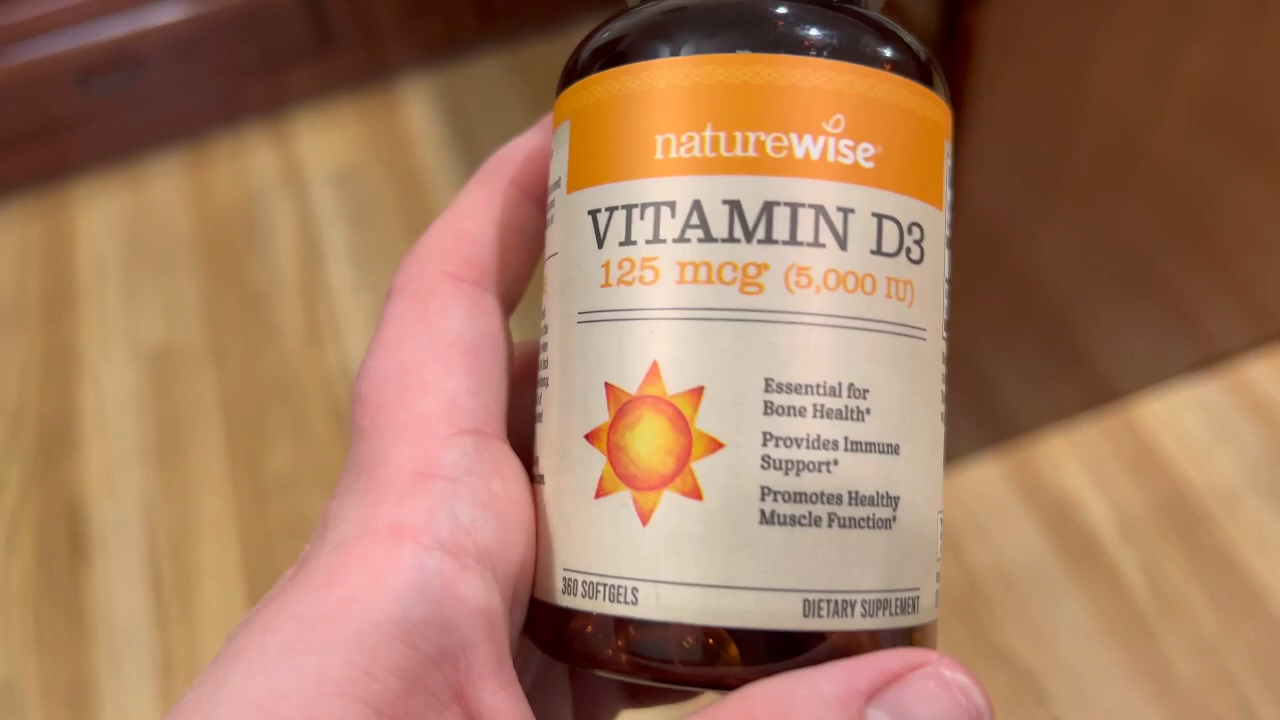 naturewise
VITAMIN D3
125 mcg (5,000 IU)
Essential for
Bone Health*
Provides Immune
Support*
Promotes Healthy
Muscle Function*
360 SOFTGELS
DIETARY SUPPLEMENT